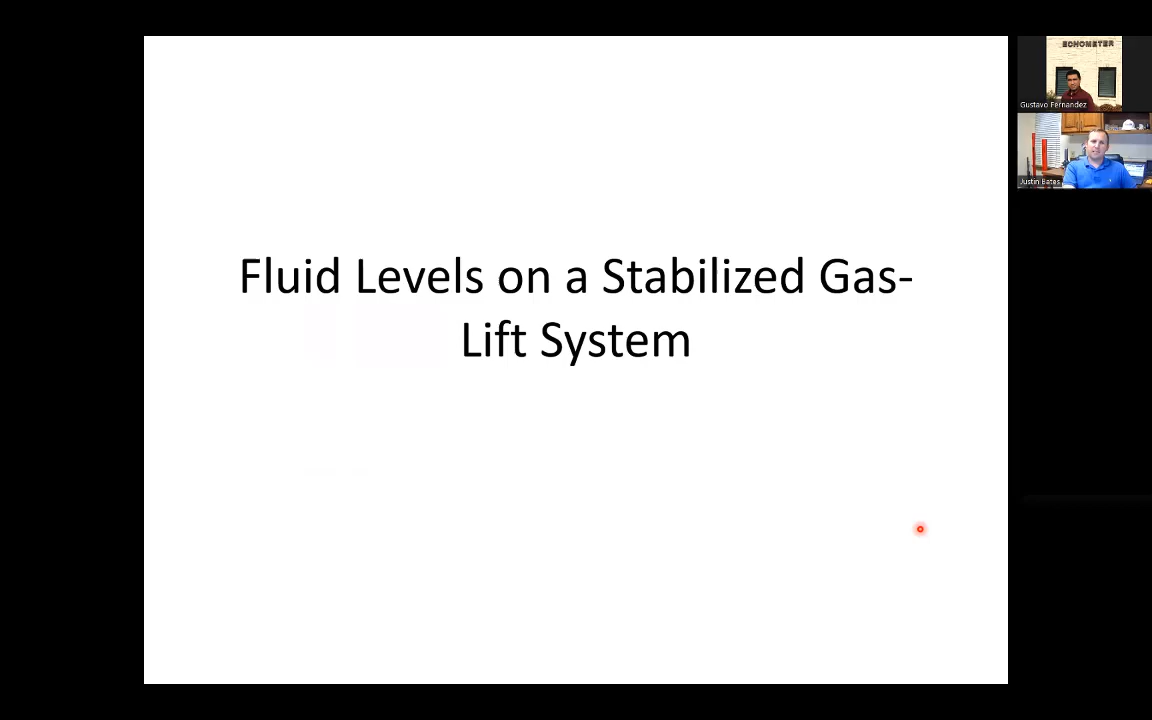 Fluid Levels on a Stabilized Gas-
Lift System
ECHOMETER
Gustavo Fernandez
Justin Bates